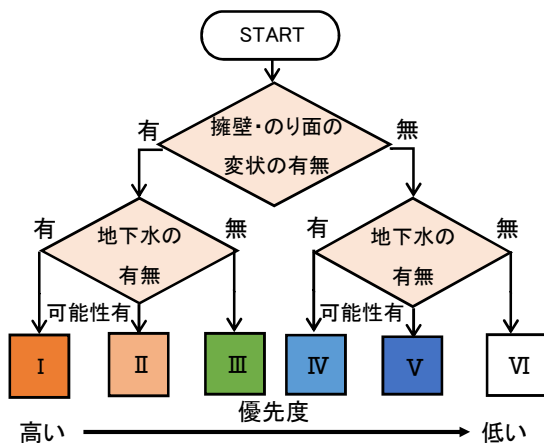 START
有
擁壁・のり面の
変状の有無
無
有
地下水の
有無
無
有
地下水の
有無
無
可能性有
可能性有
Ⅰ
Ⅱ
Ⅲ
Ⅳ
Ⅴ
Ⅵ
優先度
高い
低い